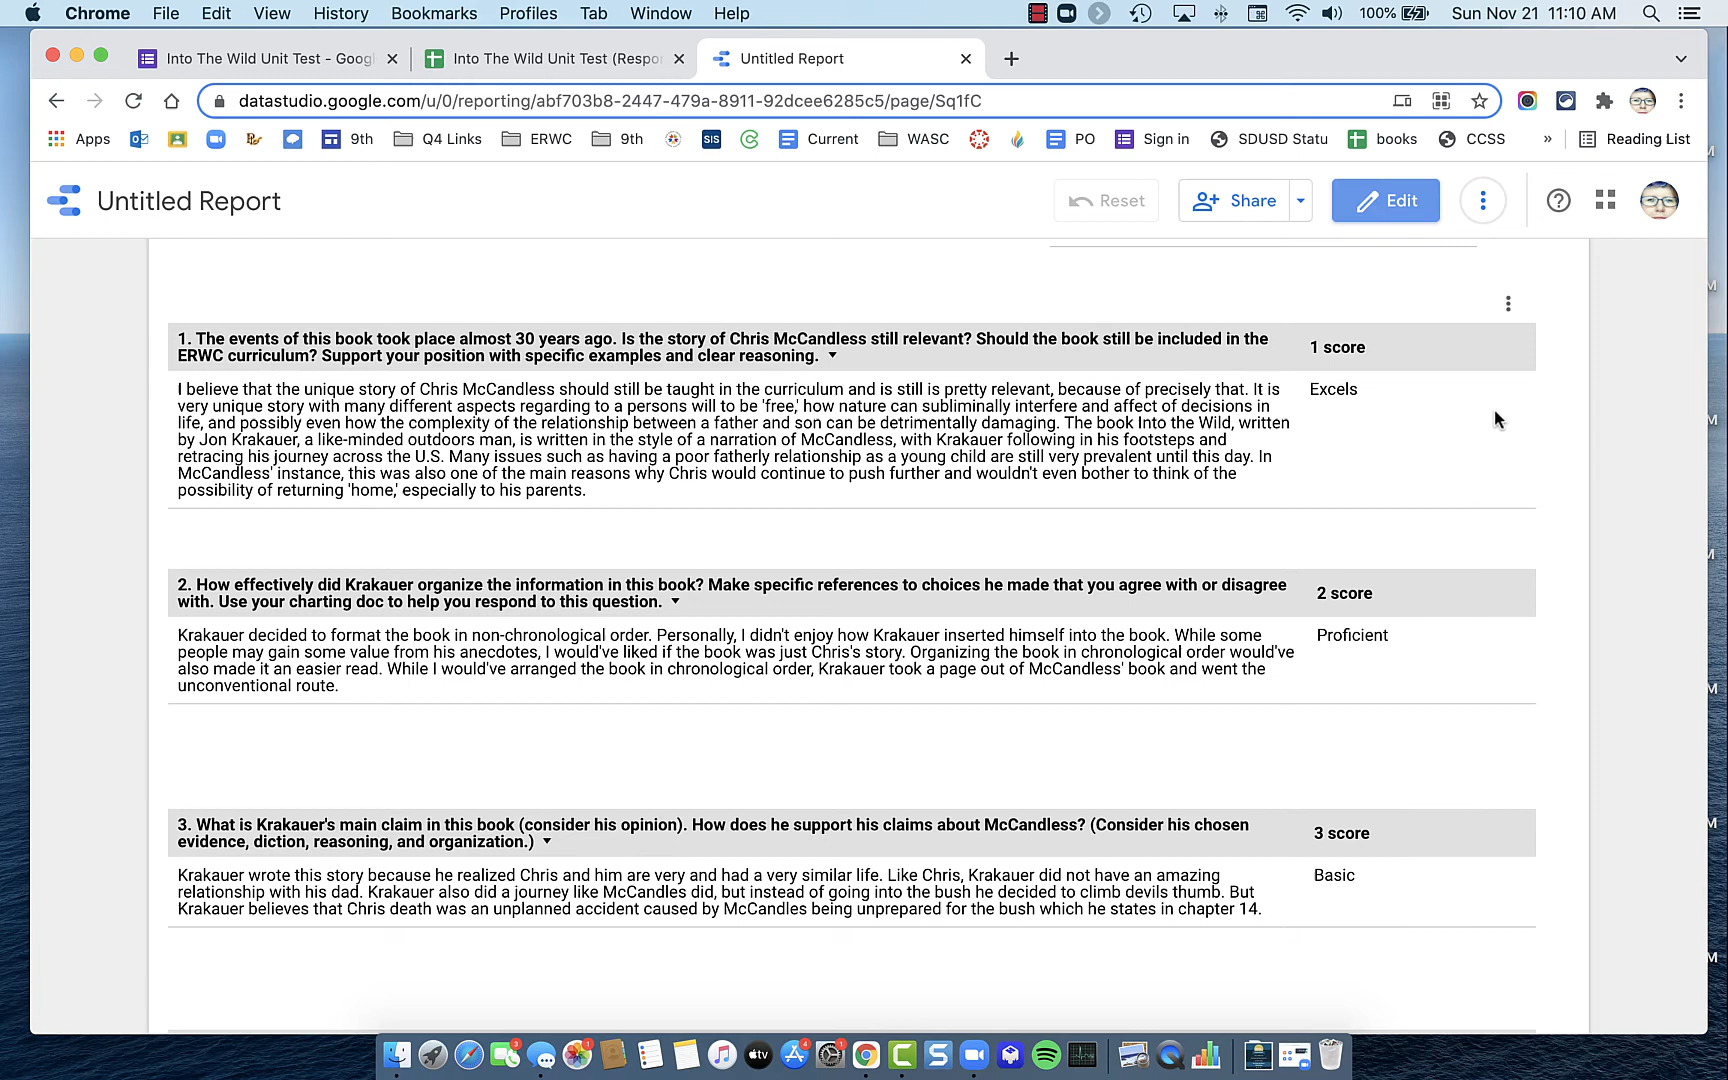 Chrome File Edit View History Bookmarks Profiles Tab Window Help 100% Sun Nov 21 11:10 AM
Into The Wild Unit Test - Goog Into The Wild Unit Test (Respo Untitled Report
datastudio.google.com/u/0/reporting/abf703b8-2447-479a-8911-92dcee6285c5/page/Sq1fC
Apps 9th Q4 Links ERWC 9th SIS Current WASC PO Sign in SDUSD Statu books CCSS » Reading List
Untitled Report Reset Share Edit
1. The events of this book took place almost 30 years ago. Is the story of Chris McCandless still relevant? Should the book still be included in the
ERWC curriculum? Support your position with specific examples and clear reasoning.
1 score
I believe that the unique story of Chris McCandless should still be taught in the curriculum and is still is pretty relevant, because of precisely that. It is
very unique story with many different aspects regarding to a persons will to be 'free,' how nature can subliminally interfere and affect of decisions in
life, and possibly even how the complexity of the relationship between a father and son can be detrimentally damaging. The book Into the Wild, written
by Jon Krakauer, a like-minded outdoors man, is written in the style of a narration of McCandless, with Krakauer following in his footsteps and
retracing his journey across the U.S. Many issues such as having a poor fatherly relationship as a young child are still very prevalent until this day. In
McCandless' instance, this was also one of the main reasons why Chris would continue to push further and wouldn't even bother to think of the
possibility of returning 'home,' especially to his parents.
Excels
2. How effectively did Krakauer organize the information in this book? Make specific references to choices he made that you agree with or disagree
with. Use your charting doc to help you respond to this question.
2 score
Krakauer decided to format the book in non-chronological order. Personally, I didn't enjoy how Krakauer inserted himself into the book. While some
people may gain some value from his anecdotes, I would've liked if the book was just Chris's story. Organizing the book in chronological order would've
also made it an easier read. While I would've arranged the book in chronological order, Krakauer took a page out of McCandless' book and went the
unconventional route.
Proficient
3. What is Krakauer's main claim in this book (consider his opinion). How does he support his claims about McCandless? (Consider his chosen
evidence, diction, reasoning, and organization.)
3 score
Krakauer wrote this story because he realized Chris and him are very and had a very similar life. Like Chris, Krakauer did not have an amazing
relationship with his dad. Krakauer also did a journey like McCandles did, but instead of going into the bush he decided to climb devils thumb. But
Krakauer believes that Chris death was an unplanned accident caused by McCandles being unprepared for the bush which he states in chapter 14.
Basic
3 1 4 1 tv